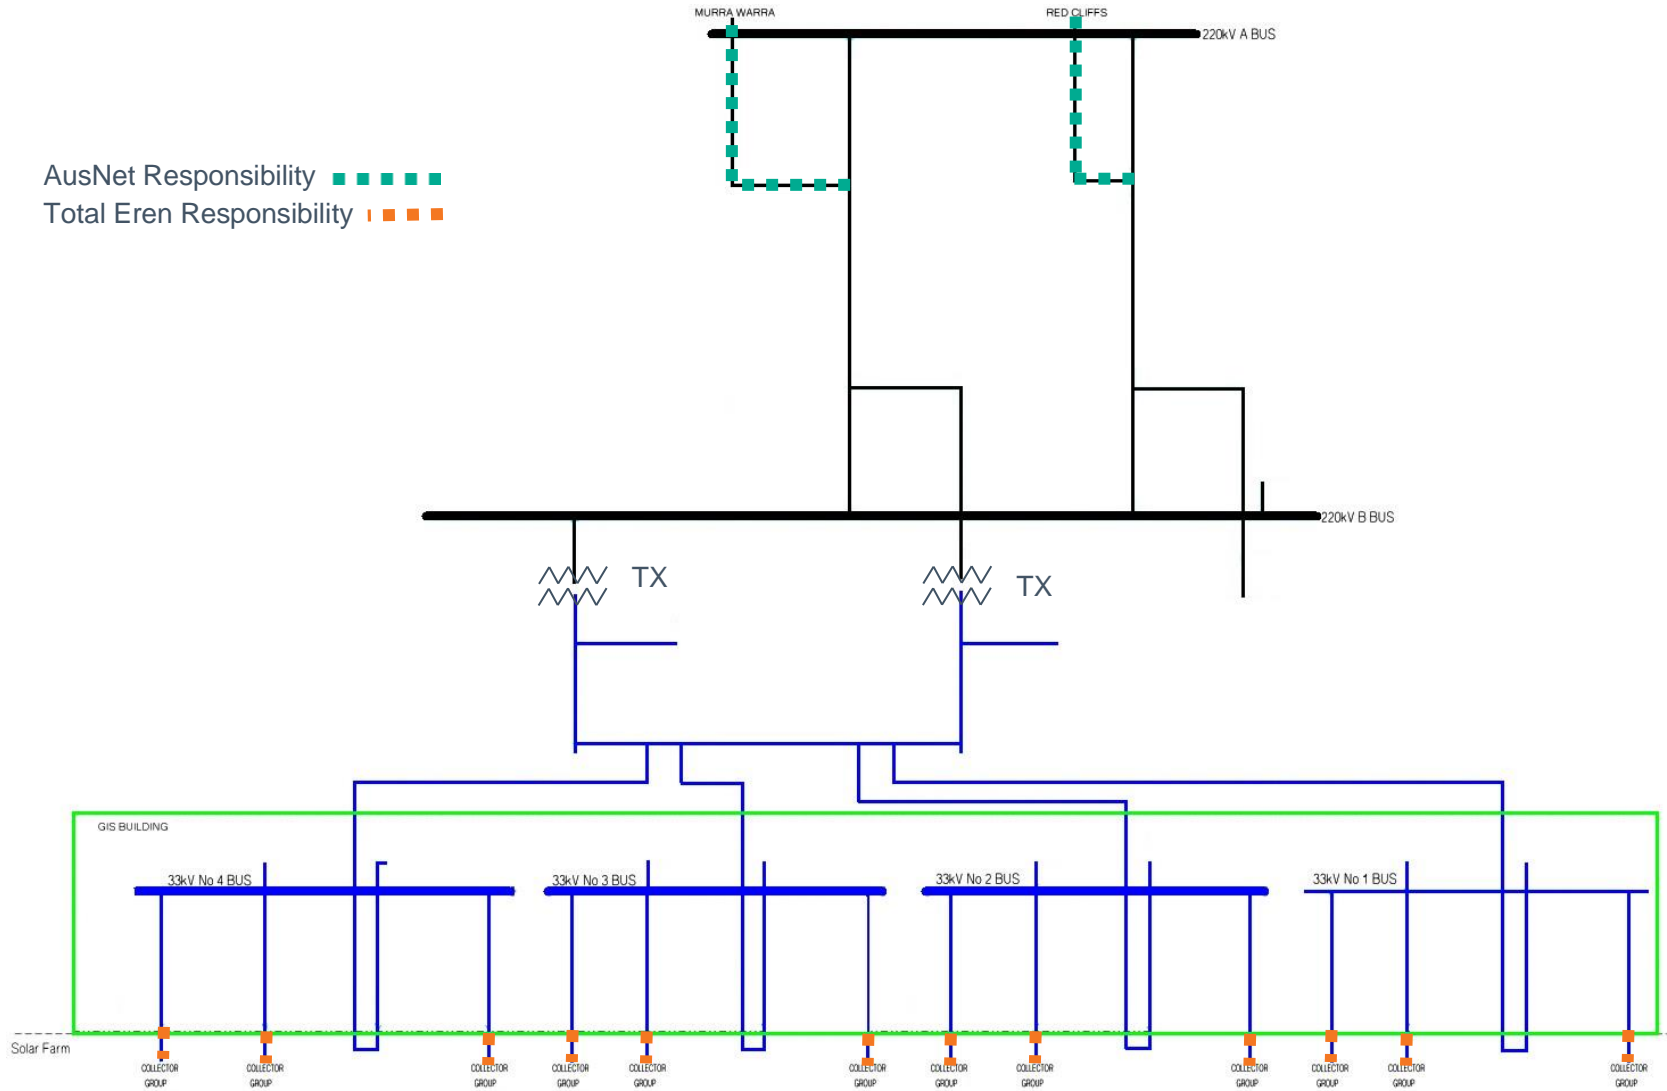 MURRA WARRA
RED CLIFFS
220kV A BUS
AusNet Responsibility
Total Eren Responsibility
220kV B BUS
TX
TX
GIS BUILDING
33kV No 4 BUS
33kV No 3 BUS
33kV No 2 BUS
33kV No 1 BUS
Solar Farm
COLLECTOR GROUP
COLLECTOR GROUP
COLLECTOR GROUP
COLLECTOR GROUP
COLLECTOR GROUP
COLLECTOR GROUP
COLLECTOR GROUP
COLLECTOR GROUP
COLLECTOR GROUP
COLLECTOR GROUP
COLLECTOR GROUP
COLLECTOR GROUP